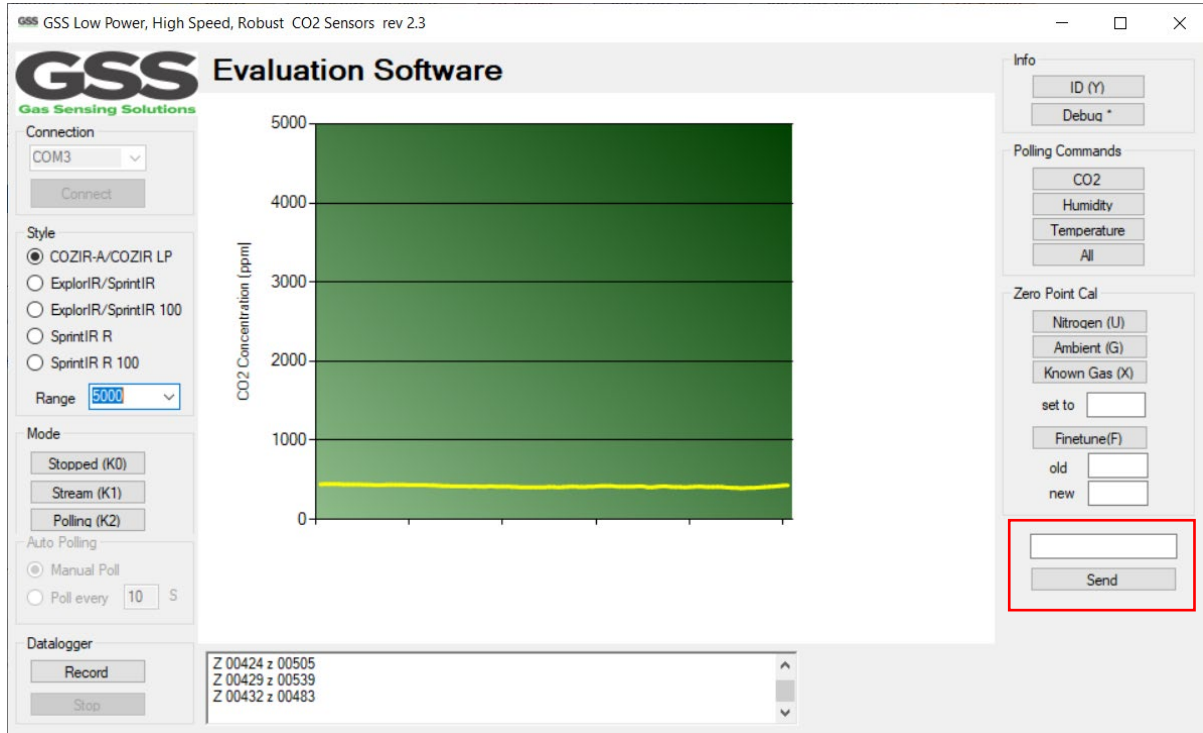 GSS GSS Low Power, High Speed, Robust CO2 Sensors rev 2.3
GSS
Gas Sensing Solutions
Evaluation Software
Connection
COM3
Connect
Style
COZIR-A/COZIR LP
ExplorIR/SprintIR
ExplorIR/SprintIR 100
SprintIR R
SprintIR R 100
Range 5000
Mode
Stopped (K0)
Stream (K1)
Polling (K2)
Auto Polling
Manual Poll
Poll every 10 S
Datalogger
Record
Stop
CO2 Concentration (ppm)
5000
4000
3000
2000
1000
0
Z 00424 z 00505
Z 00429 z 00539
Z 00432 z 00483
Info
ID (Y)
Debug *
Polling Commands
CO2
Humidity
Temperature
All
Zero Point Cal
Nitrogen (U)
Ambient (G)
Known Gas (X)
set to
Finetune(F)
old
new
Send